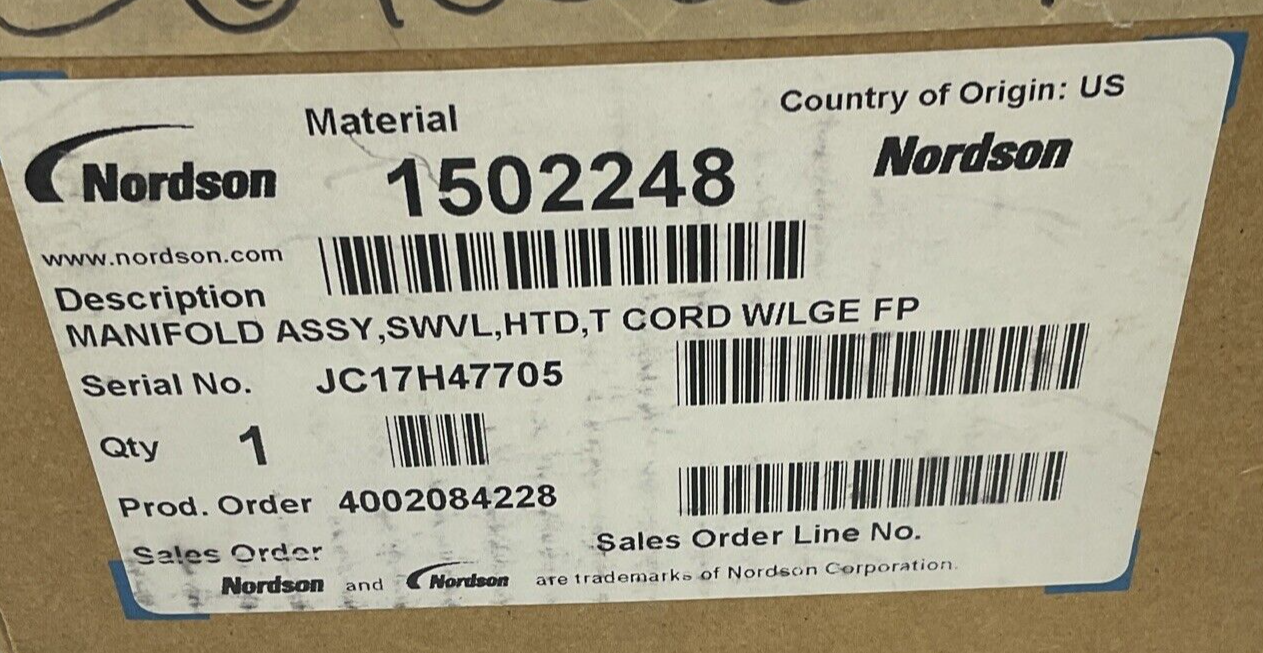 Material
Country of Origin: US
Nordson
1502248
Nordson
www.nordson.com
Description
MANIFOLD ASSY,SWVL,HTD,T CORD W/LGE FP
Serial No. JC17H47705
Qty 1
Prod. Order 4002084228
Sales Order
Sales Order Line No.
Nordson and Nordson are trademarks of Nordson Corporation.